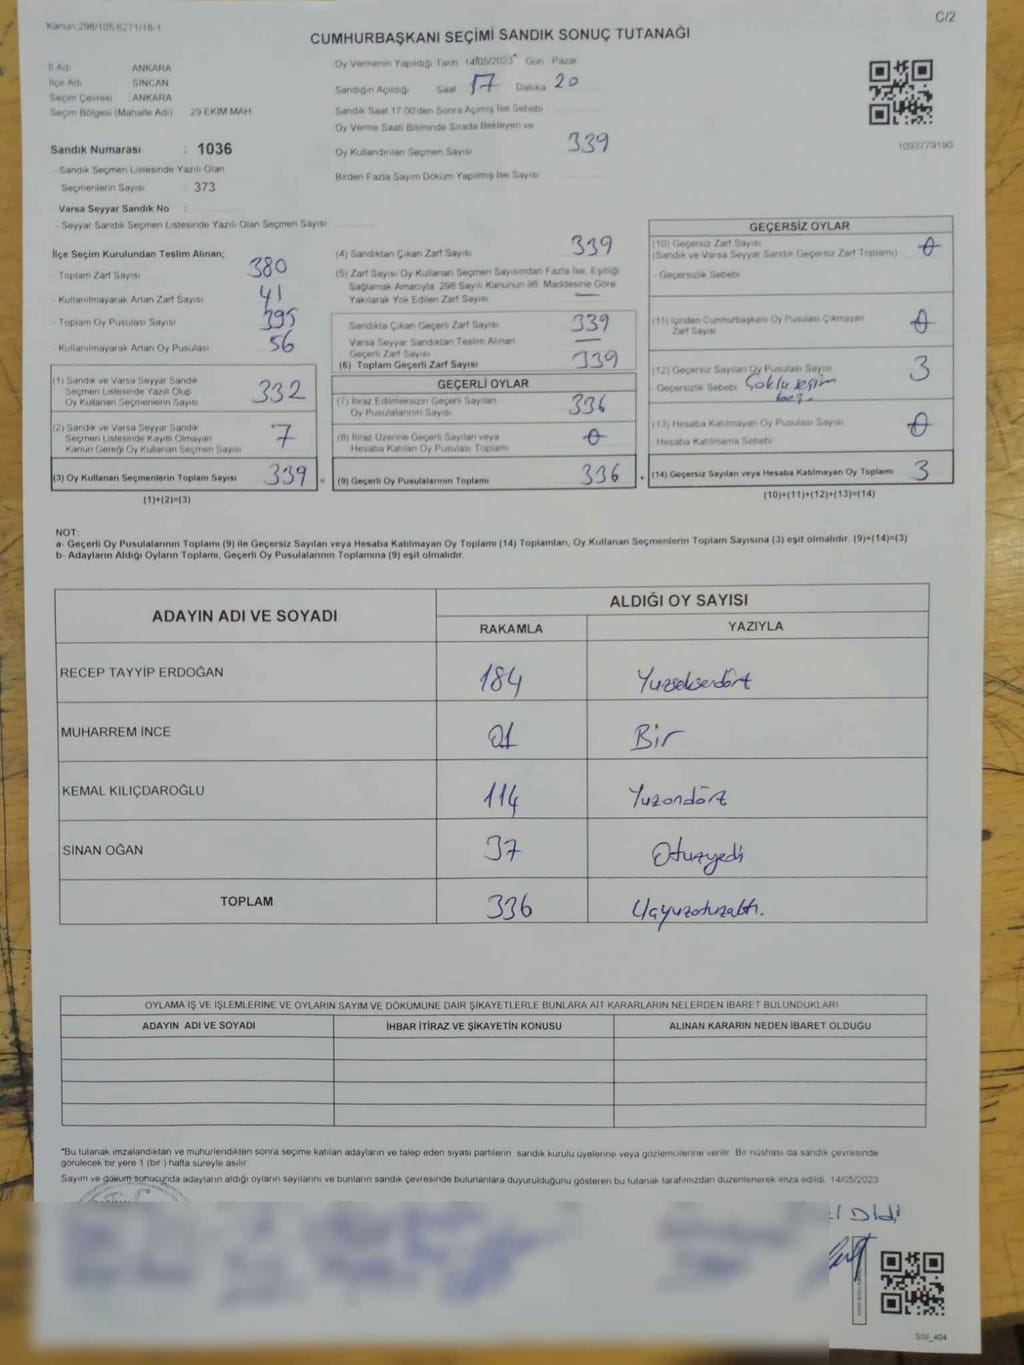 Kanun 298/105 6271/18-1
C/2
CUMHURBAŞKANI SEÇİMİ SANDIK SONUÇ TUTANAĞI
İl Adı ANKARA
İlçe Adı SİNCAN
Seçim Çevresi : ANKARA
Seçim Bölgesi (Mahalle Adı) 29 EKİM MAH
Sandık Numarası : 1036
- Sandık Seçmen Listesinde Yazılı Olan
Seçmenlerin Sayısı : 373
Varsa Seyyar Sandık No
- Seyyar Sandık Seçmen Listesinde Yazılı Olan Seçmen Sayısı
Oy Vermenin Yapıldığı Tarih 14/05/2023 Gün Pazar
Sandığın Açıldığı Saat 17 Dakika 20
Sandık Saat 17:00'den Sonra Açılmış İse Sebebi
Oy Verme Saati Bitiminde Sırada Bekleyen ve
Oy Kullandırılan Seçmen Sayısı 339
Birden Fazla Sayım Döküm Yapılmış İse Sayısı
1093779190
İlçe Seçim Kurulundan Teslim Alınan;
- Toplam Zarf Sayısı 380
- Kullanılmayarak Artan Zarf Sayısı 41
- Toplam Oy Pusulası Sayısı 395
- Kullanılmayarak Artan Oy Pusulası 56
(1) Sandık ve Varsa Seyyar Sandık
Seçmen Listesinde Yazılı Olup
Oy Kullanan Seçmenlerin Sayısı 332
(2) Sandık ve Varsa Seyyar Sandık
Seçmen Listesinde Kayıtlı Olmayan
Kanun Gereği Oy Kullanan Seçmen Sayısı 7
(3) Oy Kullanan Seçmenlerin Toplam Sayısı 339 =
(1)+(2)=(3)
(4) Sandıktan Çıkan Zarf Sayısı 339
(5) Zarf Sayısı Oy Kullanan Seçmen Sayısından Fazla İse, Eşitliği
Sağlamak Amacıyla, 298 Sayılı Kanunun 98. Maddesine Göre
Yakılarak Yok Edilen Zarf Sayısı —
Sandıkta Çıkan Geçerli Zarf Sayısı 339
Varsa Seyyar Sandıktan Teslim Alınan
Geçerli Zarf Sayısı —
(6) Toplam Geçerli Zarf Sayısı 339
GEÇERLİ OYLAR
(7) İtiraz Edilmeksizin Geçerli Sayılan
Oy Pusulalarının Sayısı 336
(8) İtiraz Üzerine Geçerli Sayılan veya
Hesaba Katılan Oy Pusulası Toplamı 0
(9) Geçerli Oy Pusulalarının Toplamı 336 +
GEÇERSİZ OYLAR
(10) Geçersiz Zarf Sayısı
(Sandık ve Varsa Seyyar Sandık Geçersiz Zarf Toplamı) 0
- Geçersizlik Sebebi
(11) İçinden Cumhurbaşkanı Oy Pusulası Çıkmayan
Zarf Sayısı 0
(12) Geçersiz Sayılan Oy Pusulası Sayısı 3
- Geçersizlik Sebebi
(13) Hesaba Katılmayan Oy Pusulası Sayısı 0
- Hesaba Katılmama Sebebi
(14) Geçersiz Sayılan veya Hesaba Katılmayan Oy Toplamı 3
(10)+(11)+(12)+(13)=(14)
NOT:
a- Geçerli Oy Pusulalarının Toplamı (9) ile Geçersiz Sayılan veya Hesaba Katılmayan Oy Toplamı (14) Toplamları, Oy Kullanan Seçmenlerin Toplam Sayısına (3) eşit olmalıdır. (9)+(14)=(3)
b- Adayların Aldığı Oyların Toplamı, Geçerli Oy Pusulalarının Toplamına (9) eşit olmalıdır.
ADAYIN ADI VE SOYADI ALDIĞI OY SAYISI
RAKAMLA YAZIYLA
RECEP TAYYİP ERDOĞAN 184 Yüzseksendört
MUHARREM İNCE 01 Bir
KEMAL KILIÇDAROĞLU 114 Yuzondört
SİNAN OĞAN 37 Otuzyedi
TOPLAM 336 Üçyuzotuzaltı.
OYLAMA İŞ VE İŞLEMLERİNE VE OYLARIN SAYIM VE DÖKÜMÜNE DAİR ŞİKAYETLERLE BUNLARA AİT KARARLARIN NELERDEN İBARET BULUNDUKLARI
ADAYIN ADI VE SOYADI İHBAR İTİRAZ VE ŞİKAYETİN KONUSU ALINAN KARARIN NEDEN İBARET OLDUĞU
*Bu tutanak imzalandıktan ve mühürlendikten sonra seçime katılan adayların ve talep eden siyasi partilerin sandık kurulu üyelerine veya gözlemcilerine verilir. Bir nüshası da sandık çevresinde
görülecek bir yere 1 (bir) hafta süreyle asılır
Sayım ve döküm sonucunda adayların aldığı oyların sayılarını ve bunların sandık çevresinde bulunanlara duyurulduğunu gösteren bu tutanak tarafımızdan düzenlenerek imza edildi. 14/05/2023
SGI_404